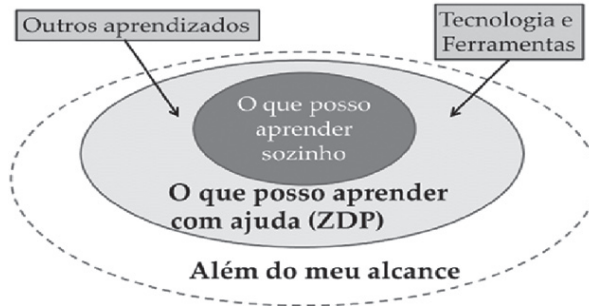 Outros aprendizados
Tecnologia e
Ferramentas
O que posso
aprender
sozinho
O que posso aprender
com ajuda (ZDP)
Além do meu alcance